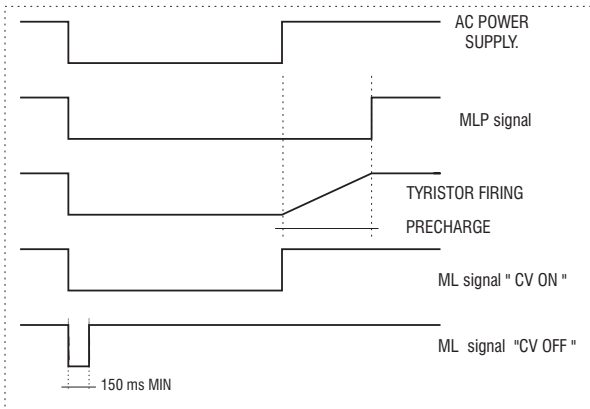 AC POWER
SUPPLY.
MLP signal
TYRISTOR FIRING
PRECHARGE
ML signal " CV ON "
ML signal "CV OFF "
150 ms MIN